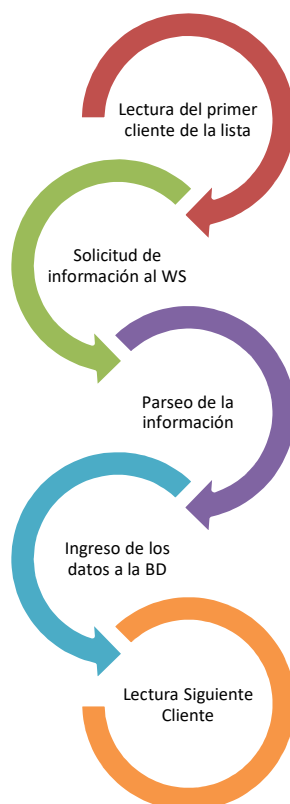 Lectura del primer
cliente de la lista
Solicitud de
información al WS
Parseo de la
información
Ingreso de los
datos a la BD
Lectura Siguiente
Cliente